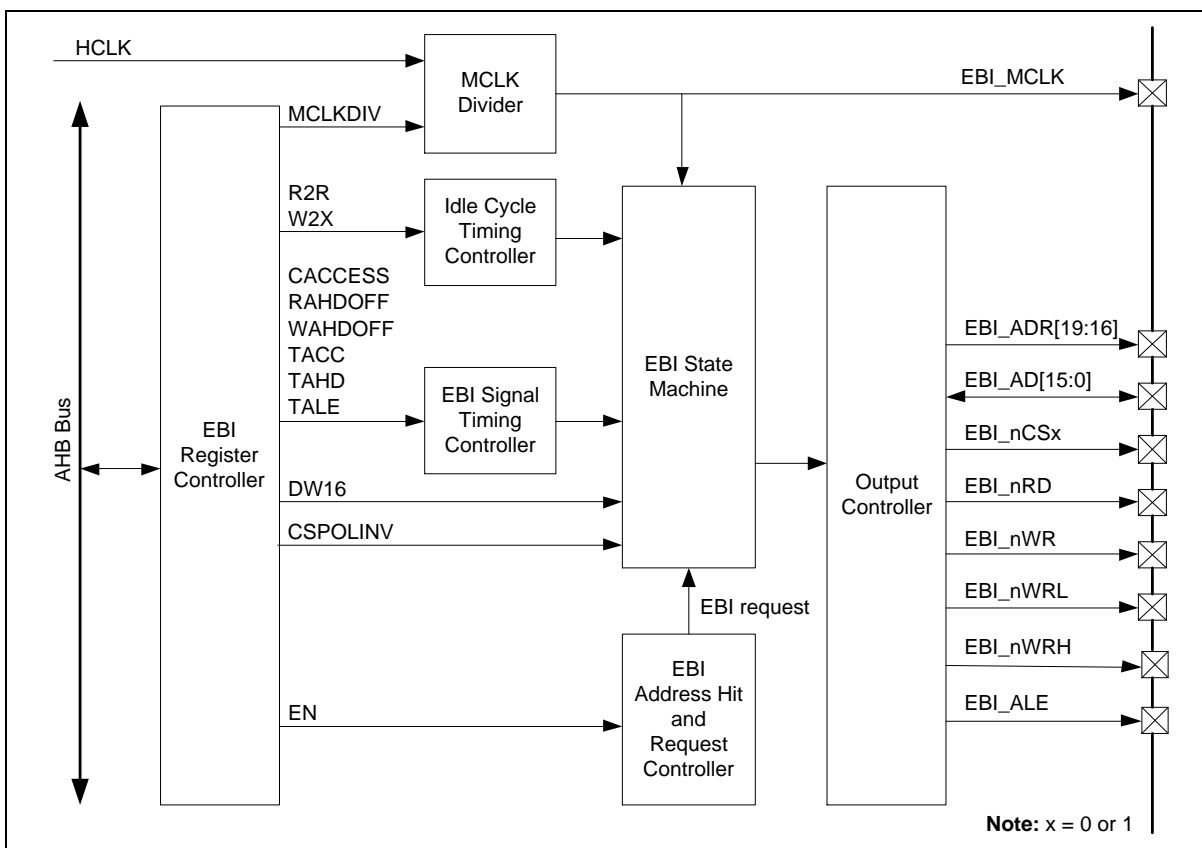 HCLK
MCLK
Divider
EBI_MCLK
MCLKDIV
R2R
W2X
Idle Cycle
Timing
Controller
CACCESS
RAHDOFF
WAHDOFF
TACC
TAHD
TALE
EBI Signal
Timing
Controller
EBI State
Machine
EBI_ADR[19:16]
EBI_AD[15:0]
EBI_nCSx
EBI_nRD
EBI_nWR
EBI_nWRL
EBI_nWRH
EBI_ALE
Output
Controller
AHB Bus
EBI
Register
Controller
DW16
CSPOLINV
EBI request
EN
EBI
Address Hit
and
Request
Controller
Note: x = 0 or 1